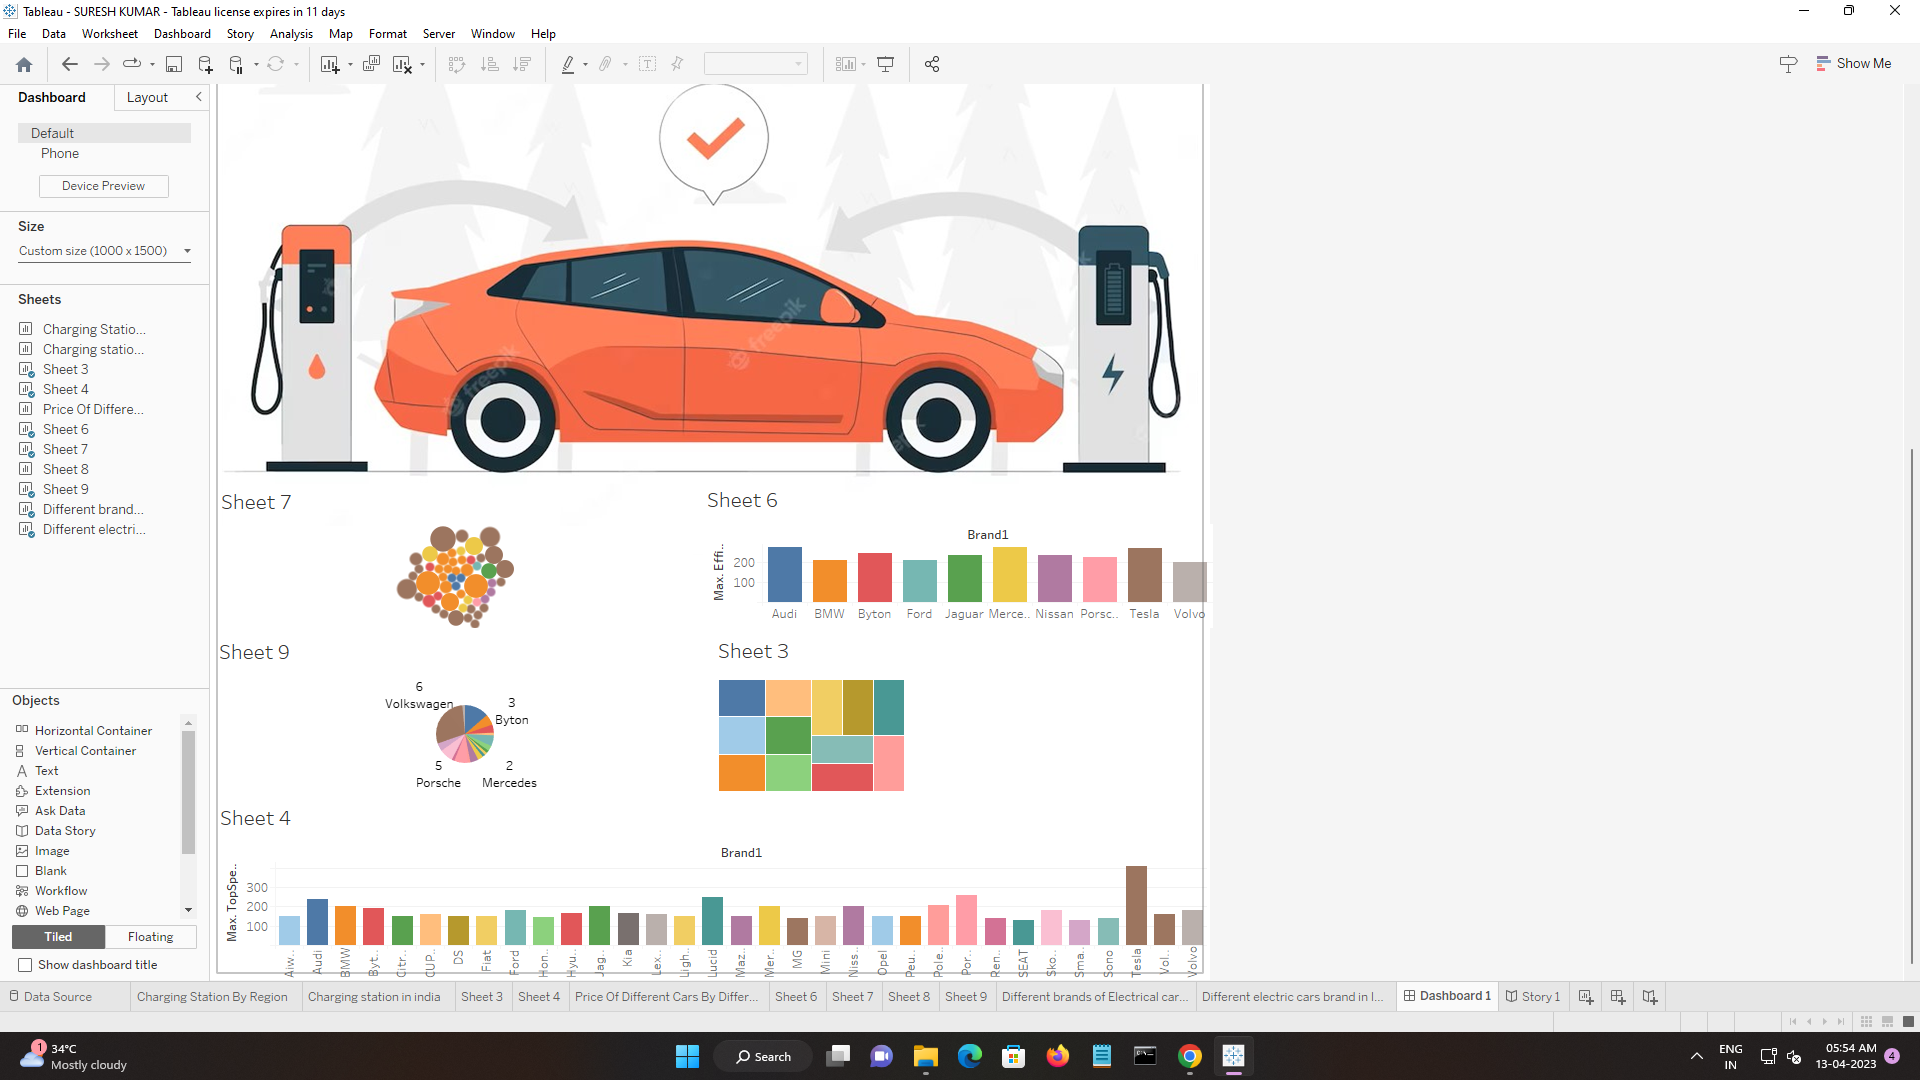 Tableau - SURESH KUMAR - Tableau license expires in 11 days
File Data Worksheet Dashboard Story Analysis Map Format Server Window Help
Show Me
Dashboard Layout
Default
Phone
Device Preview
Size
Custom size (1000 x 1500)
Sheets
Charging Statio...
Charging statio...
Sheet 3
Sheet 4
Price Of Differe...
Sheet 6
Sheet 7
Sheet 8
Sheet 9
Different brand...
Different electri...
Objects
Horizontal Container
Vertical Container
Text
Extension
Ask Data
Data Story
Image
Blank
Workflow
Web Page
Tiled Floating
Show dashboard title
freepik
freepik
Sheet 7
Sheet 6
Brand1
Max. Effi..
200
100
Audi BMW Byton Ford Jaguar Merce.. Nissan Porsc.. Tesla Volvo
Sheet 9
6
Volkswagen
3
Byton
5
Porsche
2
Mercedes
Sheet 3
Sheet 4
Brand1
Max. TopSpe..
300
200
100
Aiw.. Audi BMW Byt.. Citr.. CUP.. DS Fiat Ford Hon.. Hyu.. Jag.. Kia Lex.. Ligh.. Lucid Maz.. Mer.. MG Mini Niss.. Opel Peu.. Pole.. Por.. Ren.. SEAT Sko.. Sma.. Sono Tesla Vol.. Volvo
Data Source Charging Station By Region Charging station in india Sheet 3 Sheet 4 Price Of Different Cars By Differ... Sheet 6 Sheet 7 Sheet 8 Sheet 9 Different brands of Electrical car... Different electric cars brand in I... Dashboard 1 Story 1
1
34°C
Mostly cloudy
Search
ENG
IN
05:54 AM
13-04-2023
4